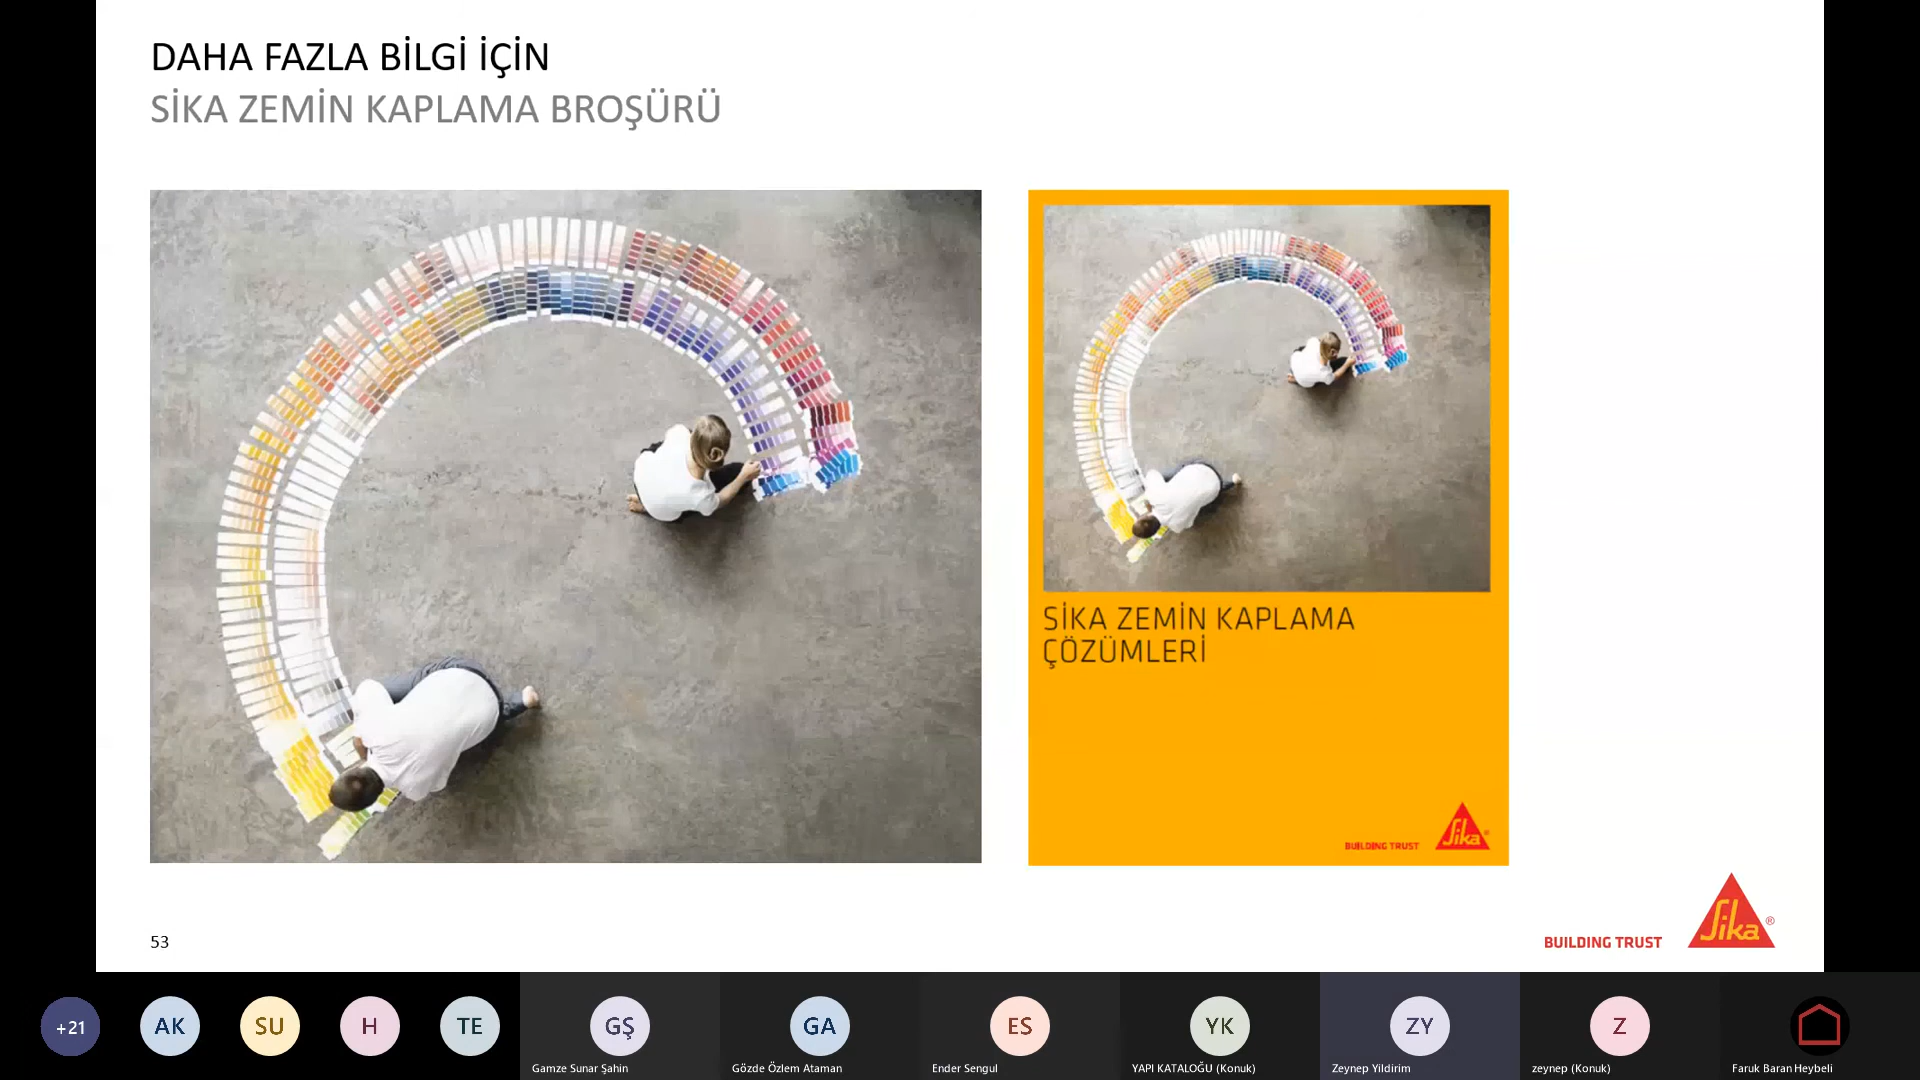 DAHA FAZLA BİLGİ İÇİN
SİKA ZEMİN KAPLAMA BROŞÜRÜ
SİKA ZEMİN KAPLAMA
ÇÖZÜMLERİ
BUILDING TRUST
Sika®
53
BUILDING TRUST
Sika®
+21
AK
SU
H
TE
GŞ
Gamze Sunar Şahin
GA
Gözde Özlem Ataman
ES
Ender Sengul
YK
YAPI KATALOĞU (Konuk)
ZY
Zeynep Yildirim
Z
zeynep (Konuk)
Faruk Baran Heybeli